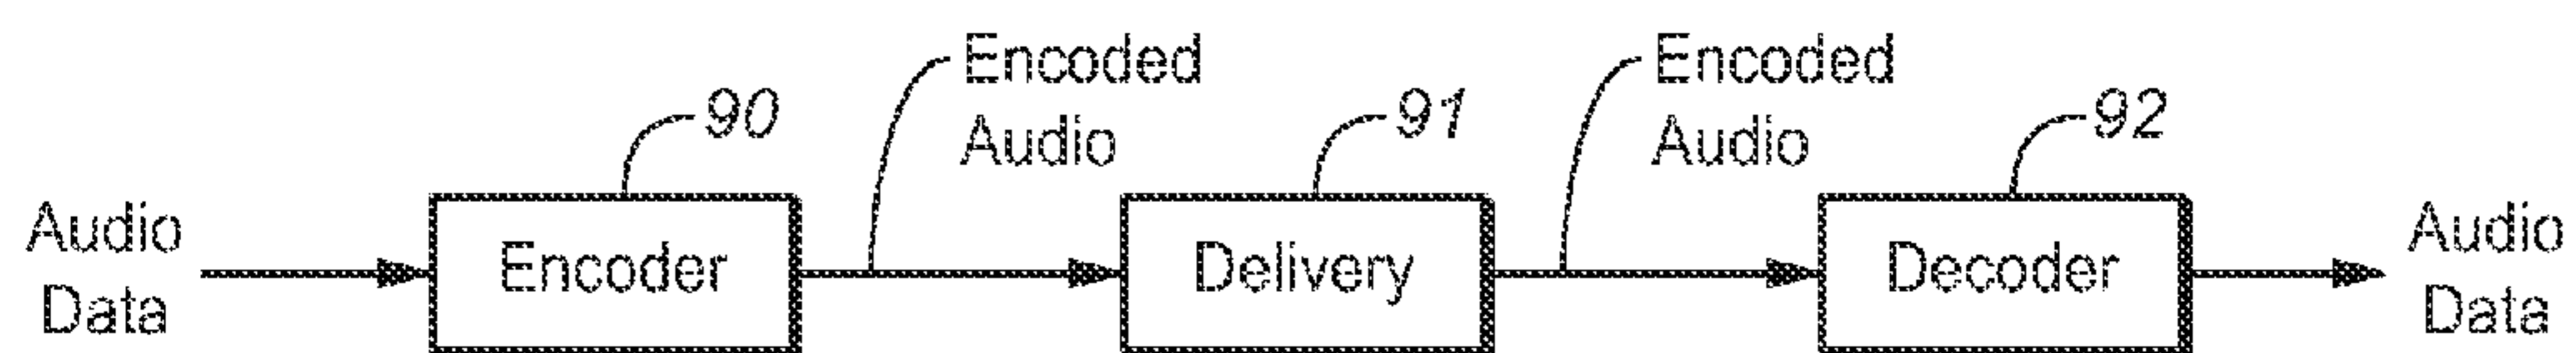 Audio
Data
90
Encoder
Encoded
Audio
91
Delivery
Encoded
Audio
92
Decoder
Audio
Data